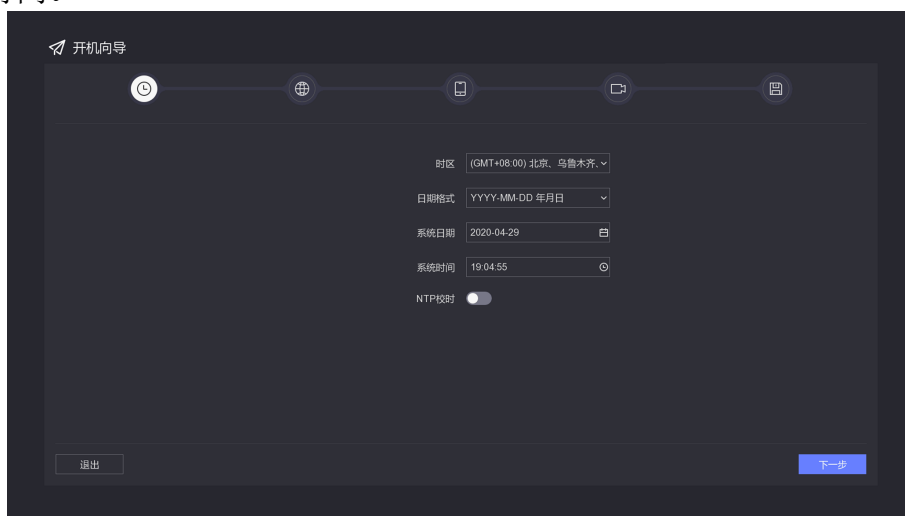 开机向导
时区 (GMT+08:00) 北京、乌鲁木齐、
日期格式 YYYY-MM-DD 年月日
系统日期 2020-04-29
系统时间 19:04:55
NTP校时
退出 下一步